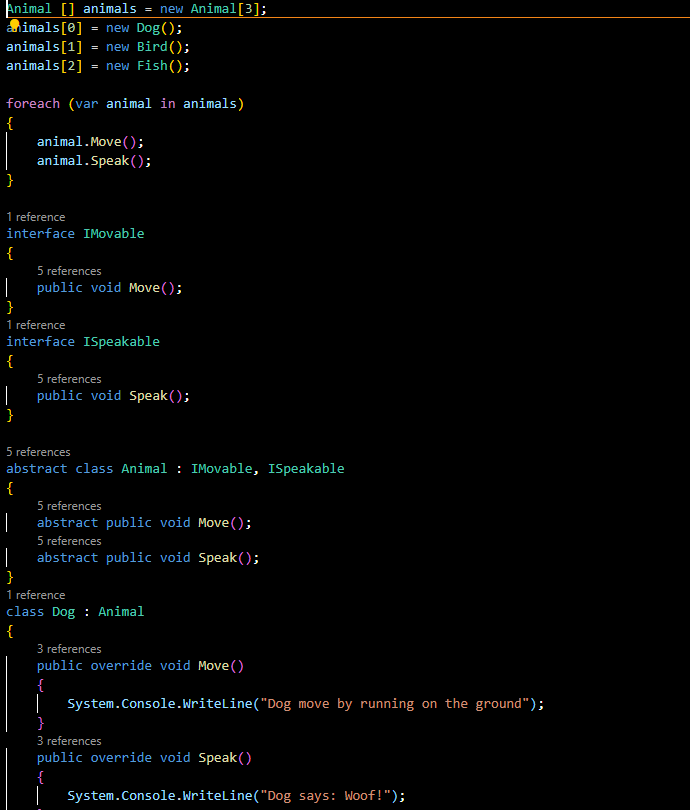 Animal [] animals = new Animal[3];
animals[0] = new Dog();
animals[1] = new Bird();
animals[2] = new Fish();
foreach (var animal in animals)
{
animal.Move();
animal.Speak();
}
1 reference
interface IMovable
{
5 references
public void Move();
}
1 reference
interface ISpeakable
{
5 references
public void Speak();
}
5 references
abstract class Animal : IMovable, ISpeakable
{
5 references
abstract public void Move();
5 references
abstract public void Speak();
}
1 reference
class Dog : Animal
{
3 references
public override void Move()
{
System.Console.WriteLine("Dog move by running on the ground");
}
3 references
public override void Speak()
{
System.Console.WriteLine("Dog says: Woof!");